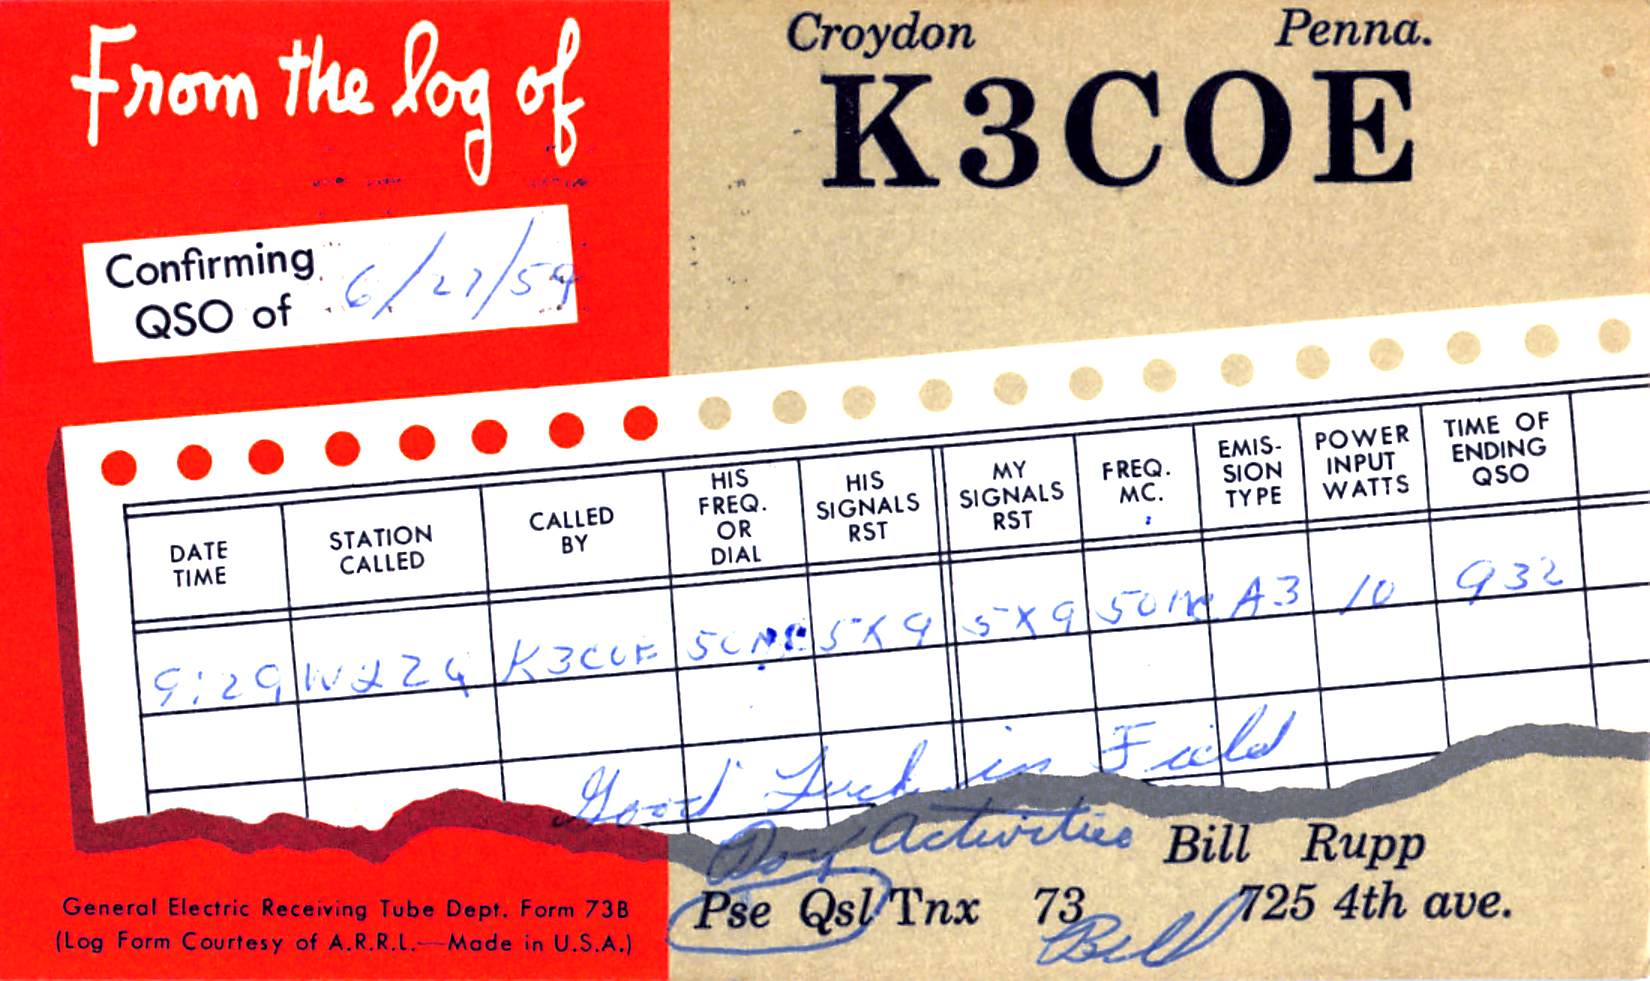 From the log of
Croydon Penna.
K3COE
Confirming
QSO of 6/27/59
DATE TIME
STATION CALLED
CALLED BY
HIS FREQ. OR DIAL
HIS SIGNALS RST
MY SIGNALS RST
FREQ. MC.
EMIS- SION TYPE
POWER INPUT WATTS
TIME OF ENDING QSO
9:29 K3COE 5X9 5X9 50MC A3 10 932
Good Luck in Field
Day Activities
Bill Rupp
Pse Qsl Tnx 73 725 4th ave.
Bill
General Electric Receiving Tube Dept. Form 73B
(Log Form Courtesy of A.R.R.L.—Made in U.S.A.)